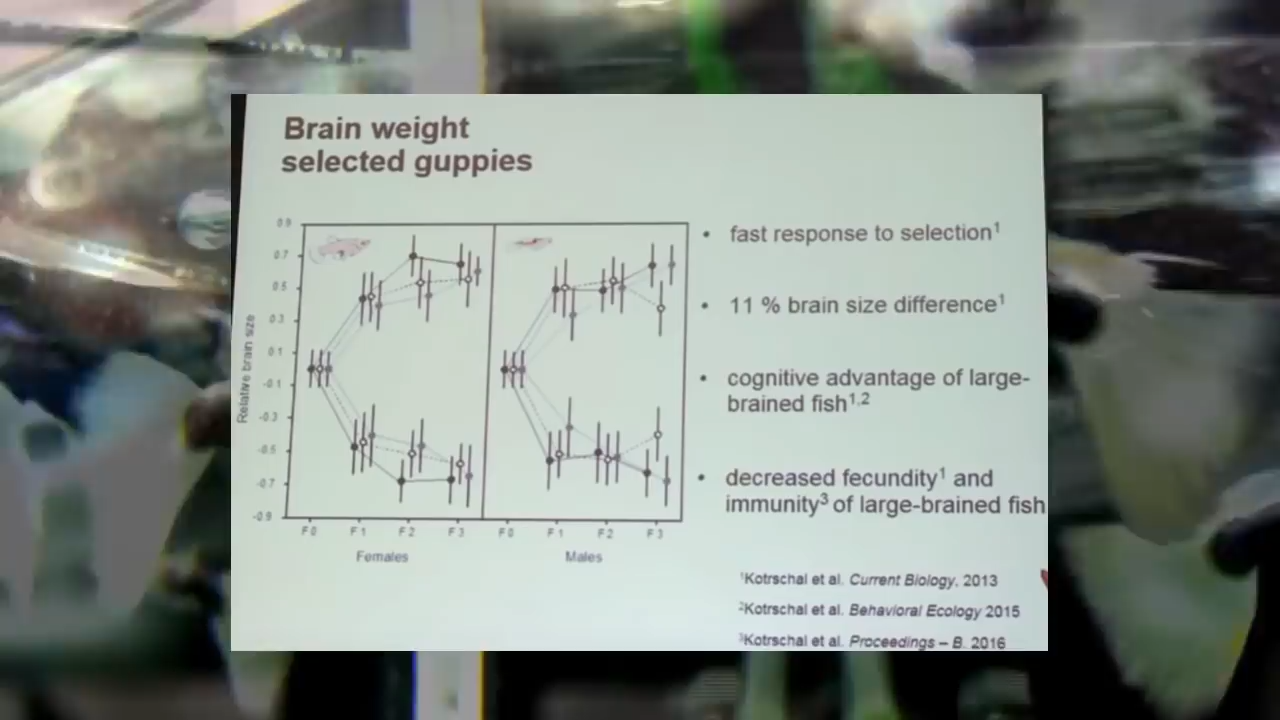 Brain weight
selected guppies
0.9
0.7
0.5
0.3
0.1
-0.1
-0.3
-0.5
-0.7
-0.9
Relative brain size
F0 F1 F2 F3 F0 F1 F2 F3
Females Males
• fast response to selection¹
• 11 % brain size difference¹
• cognitive advantage of large-
brained fish¹,²
• decreased fecundity¹ and
immunity³ of large-brained fish
¹Kotrschal et al. Current Biology, 2013
²Kotrschal et al. Behavioral Ecology 2015
³Kotrschal et al. Proceedings – B. 2016